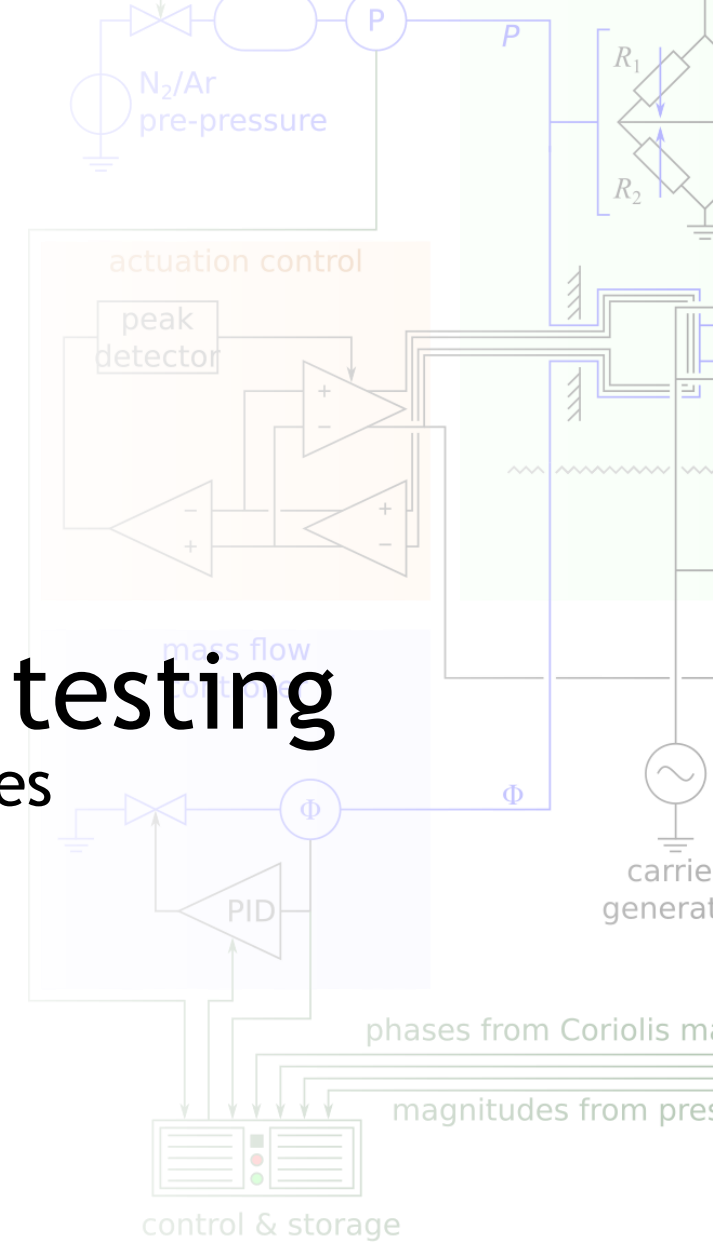 P
P
N₂/Ar
pre-pressure
R₁
R₂
actuation control
peak
detector
+
−
−
+
+
−
mass flow
testing
es
Φ
Φ
PID
carrie
generat
phases from Coriolis ma
magnitudes from pres
control & storage